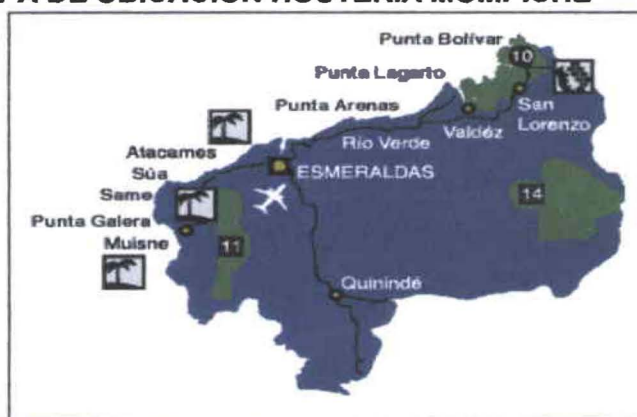 Punta Bolívar
10
Punta Lagarto
Punta Arenas
San
Lorenzo
Valdéz
Río Verde
Atacames
Súa
ESMERALDAS
Same
14
Punta Galera
Muisne
11
Quinindé